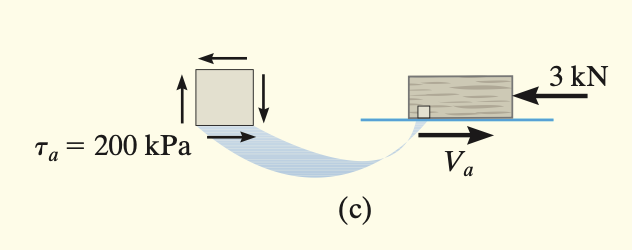 3 kN
τₐ = 200 kPa
Vₐ
(c)